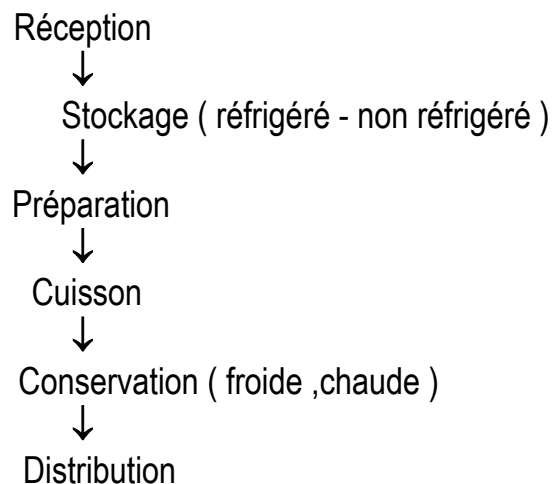 Réception
↓
Stockage ( réfrigéré - non réfrigéré )
↓
Préparation
↓
Cuisson
↓
Conservation ( froide ,chaude )
↓
Distribution